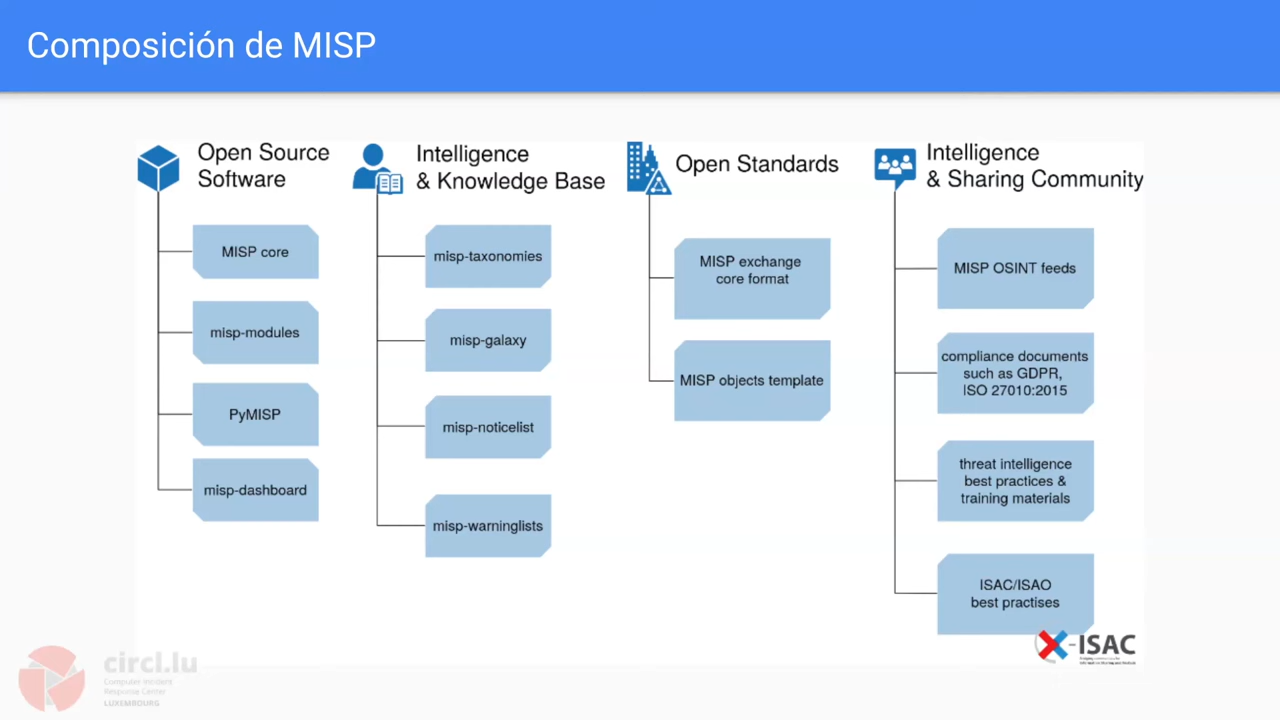 Composición de MISP
Open Source
Software
MISP core
misp-modules
PyMISP
misp-dashboard
Intelligence
& Knowledge Base
misp-taxonomies
misp-galaxy
misp-noticelist
misp-warninglists
Open Standards
MISP exchange
core format
MISP objects template
Intelligence
& Sharing Community
MISP OSINT feeds
compliance documents
such as GDPR,
ISO 27010:2015
threat intelligence
best practices &
training materials
ISAC/ISAO
best practises
X-ISAC
circl.lu
Computer Incident
Response Center
LUXEMBOURG